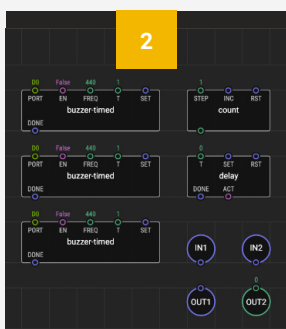 2
D0 False 440 1
PORT EN FREQ T SET
buzzer-timed
DONE
1
STEP INC RST
count
D0 False 440 1
PORT EN FREQ T SET
buzzer-timed
DONE
0
T SET RST
delay
DONE ACT
D0 False 440 1
PORT EN FREQ T SET
buzzer-timed
DONE
IN1 IN2
0
OUT1 OUT2